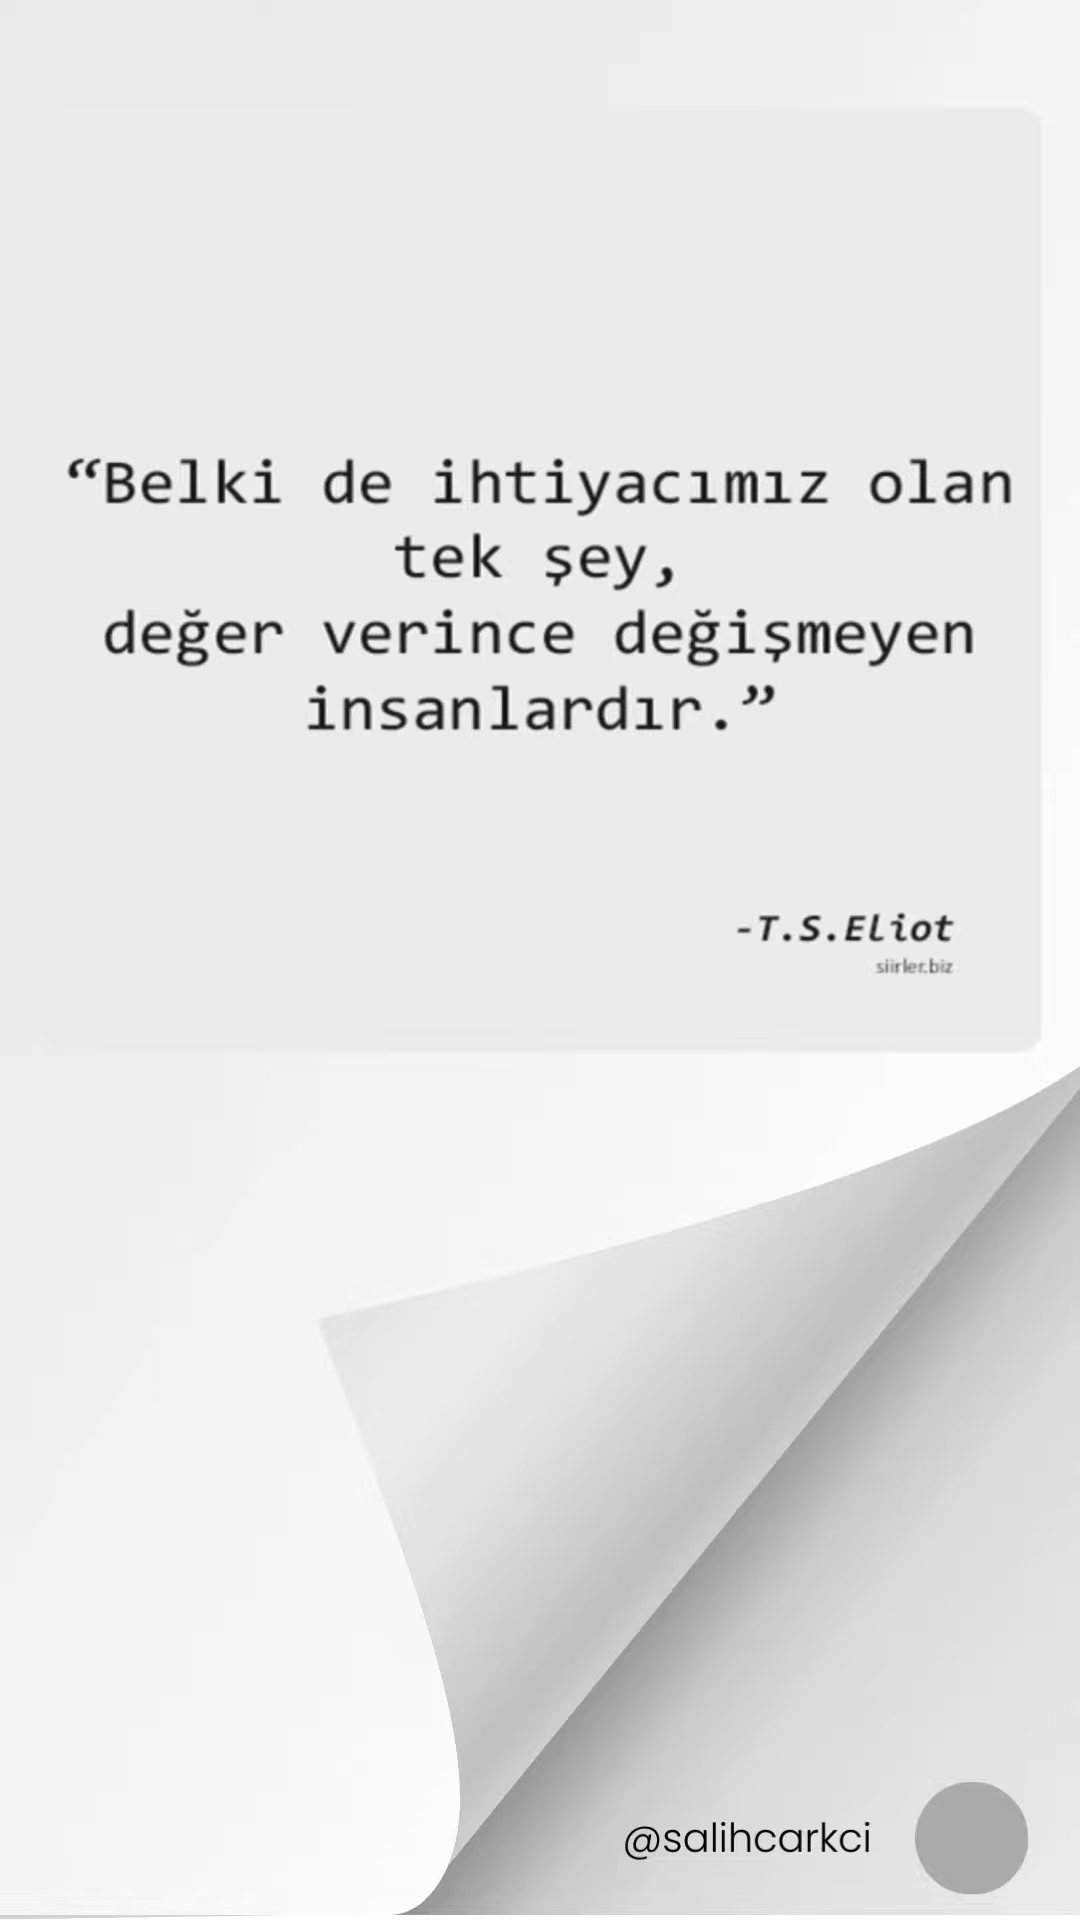 “Belki de ihtiyacımız olan
tek şey,
değer verince değişmeyen
insanlardır.”
-T.S.Eliot
siirler.biz
@salihcarkci